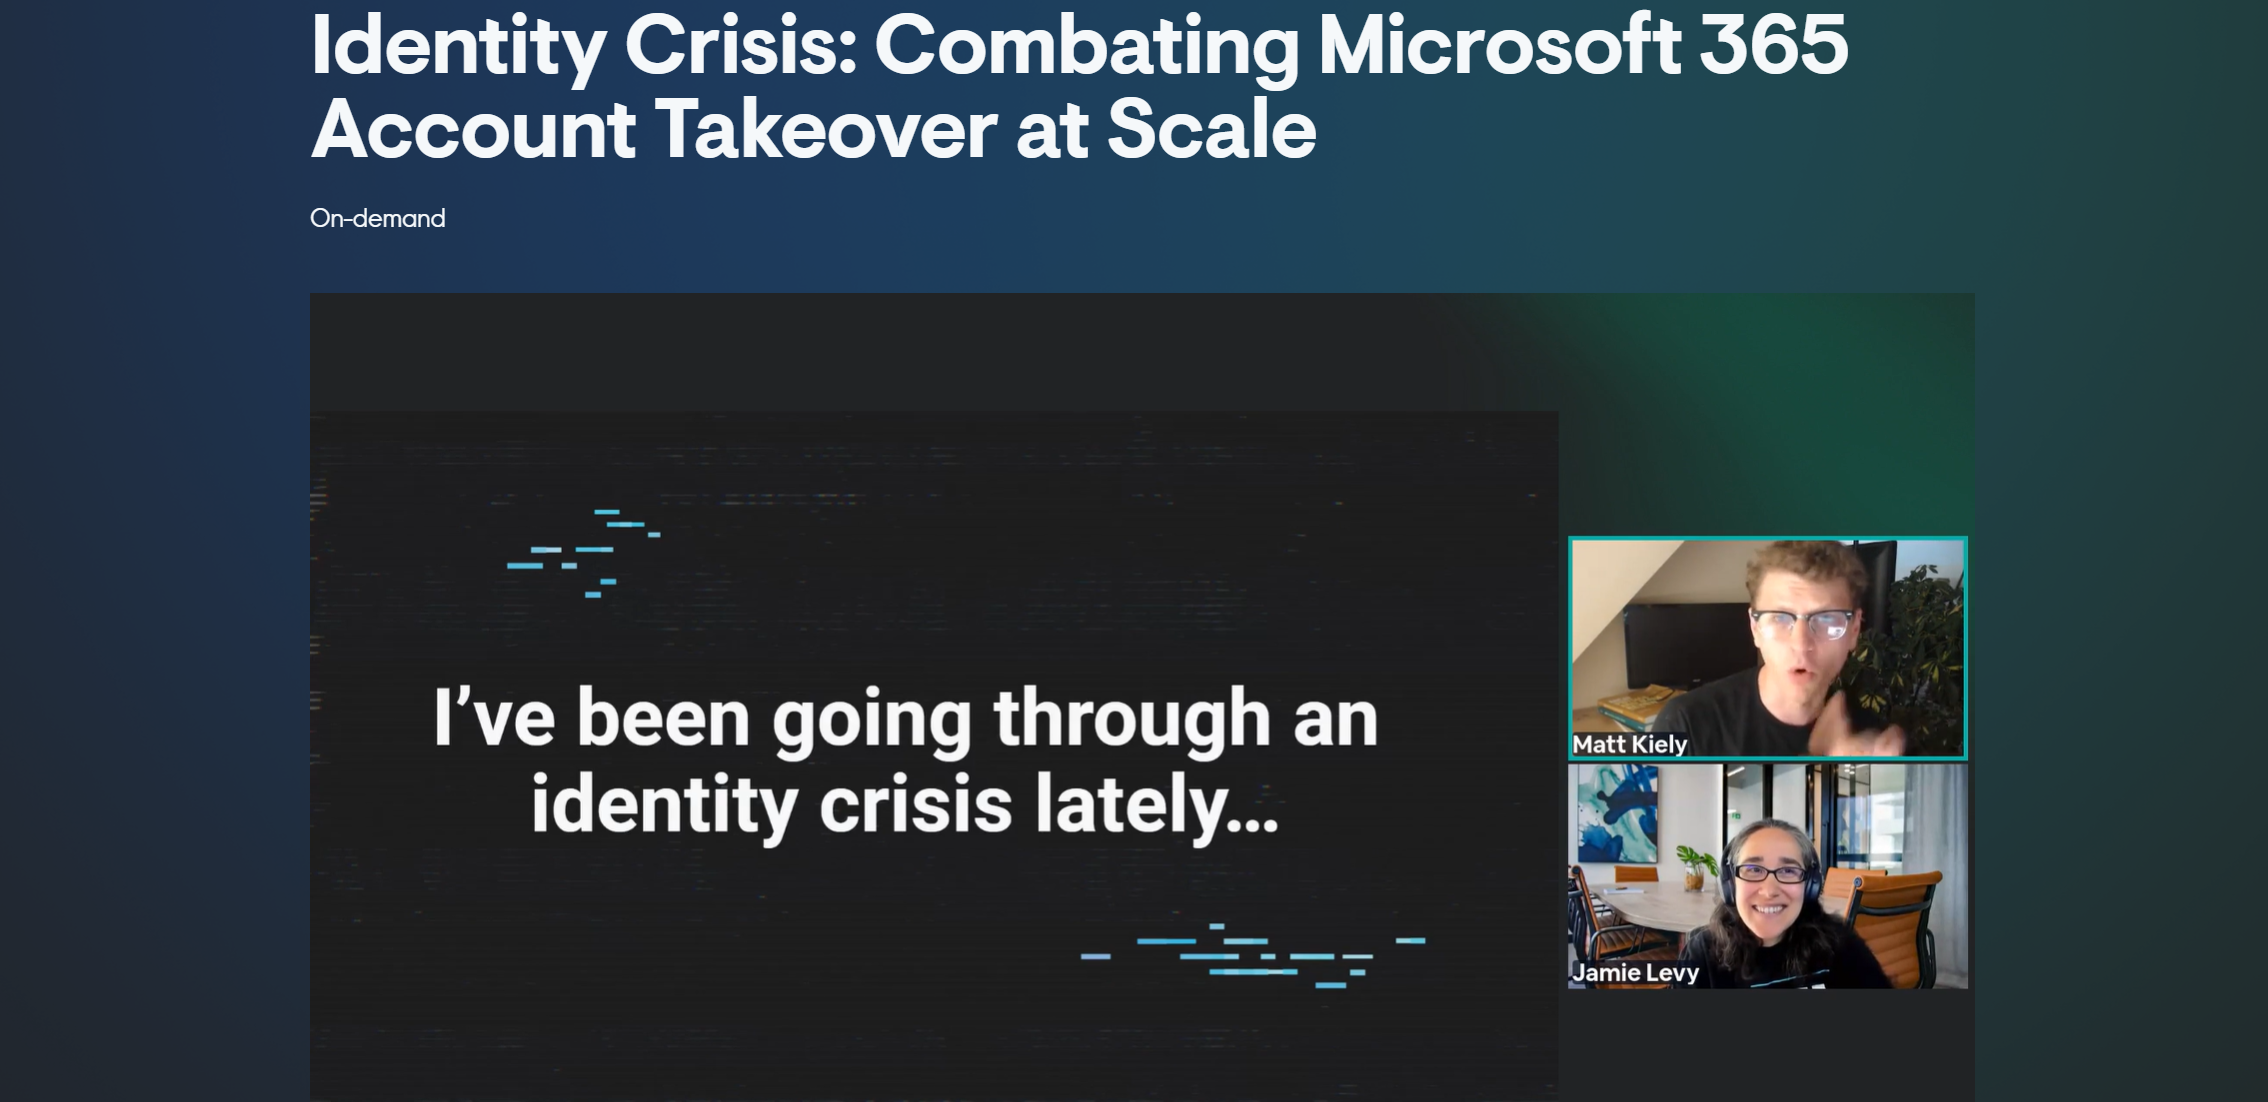 Identity Crisis: Combating Microsoft 365
Account Takeover at Scale
On-demand
I’ve been going through an
identity crisis lately...
Matt Kiely
Jamie Levy